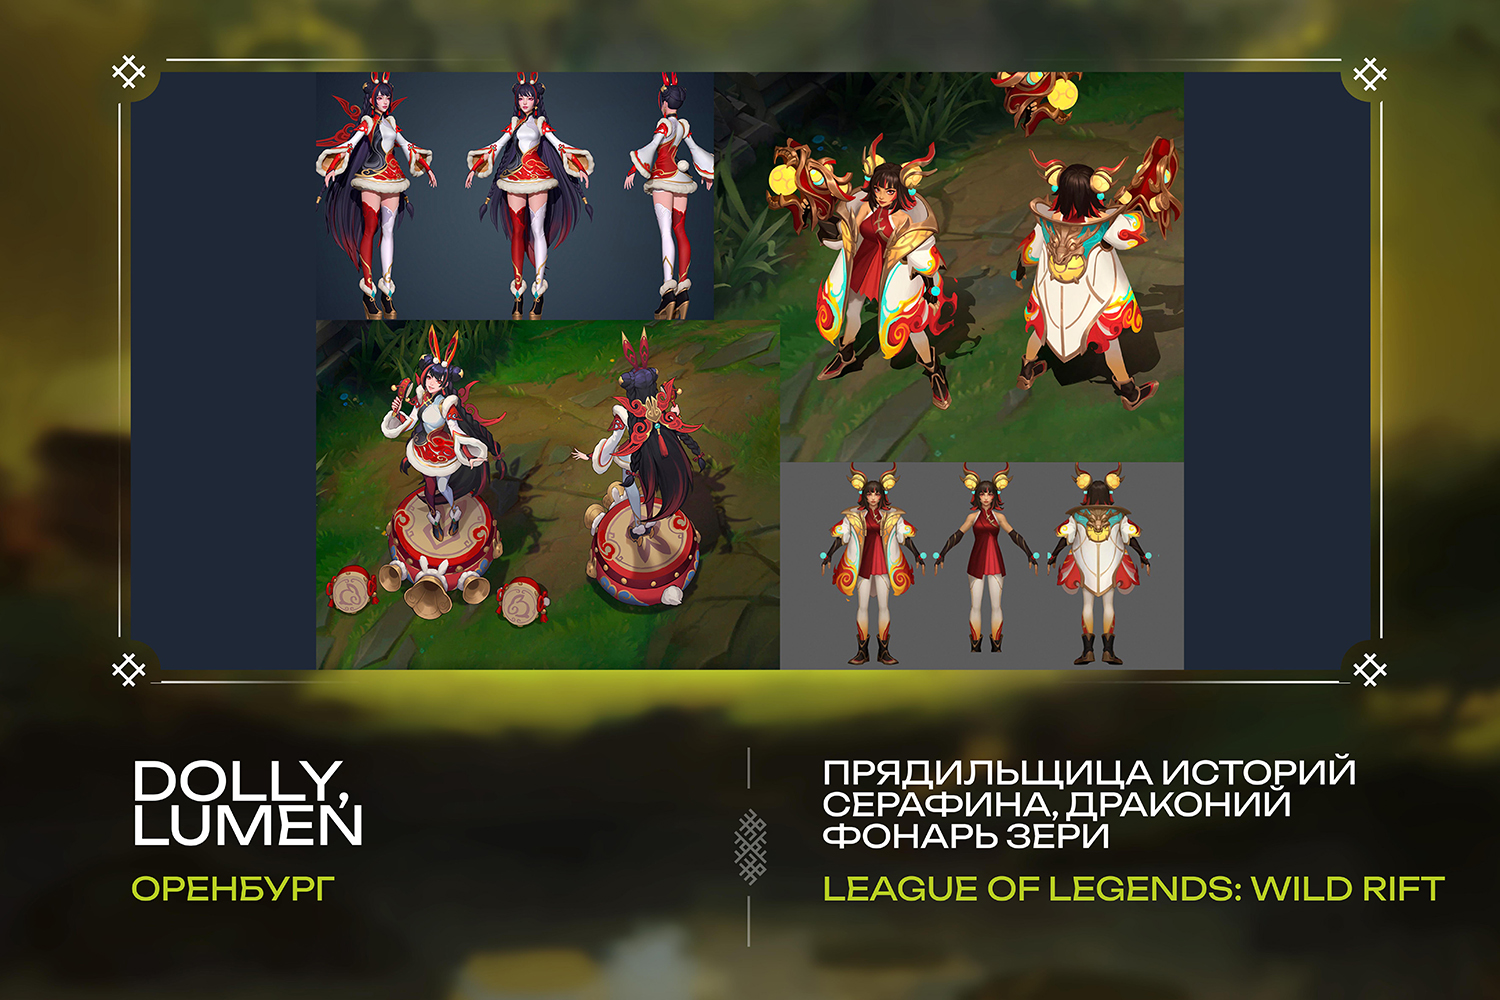 DOLLY,
LUMEN
ОРЕНБУРГ
ПРЯДИЛЬЩИЦА ИСТОРИЙ
СЕРАФИНА, ДРАКОНИЙ
ФОНАРЬ ЗЕРИ
LEAGUE OF LEGENDS: WILD RIFT